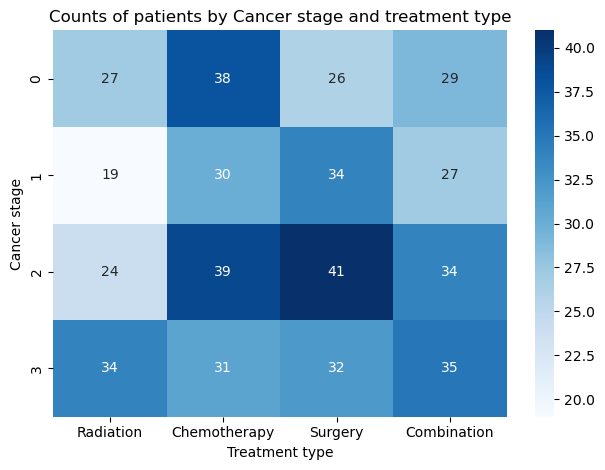 Counts of patients by Cancer stage and treatment type
0 27 38 26 29
1 19 30 34 27
2 24 39 41 34
3 34 31 32 35
Radiation Chemotherapy Surgery Combination
Treatment type
Cancer stage
40.0
37.5
35.0
32.5
30.0
27.5
25.0
22.5
20.0